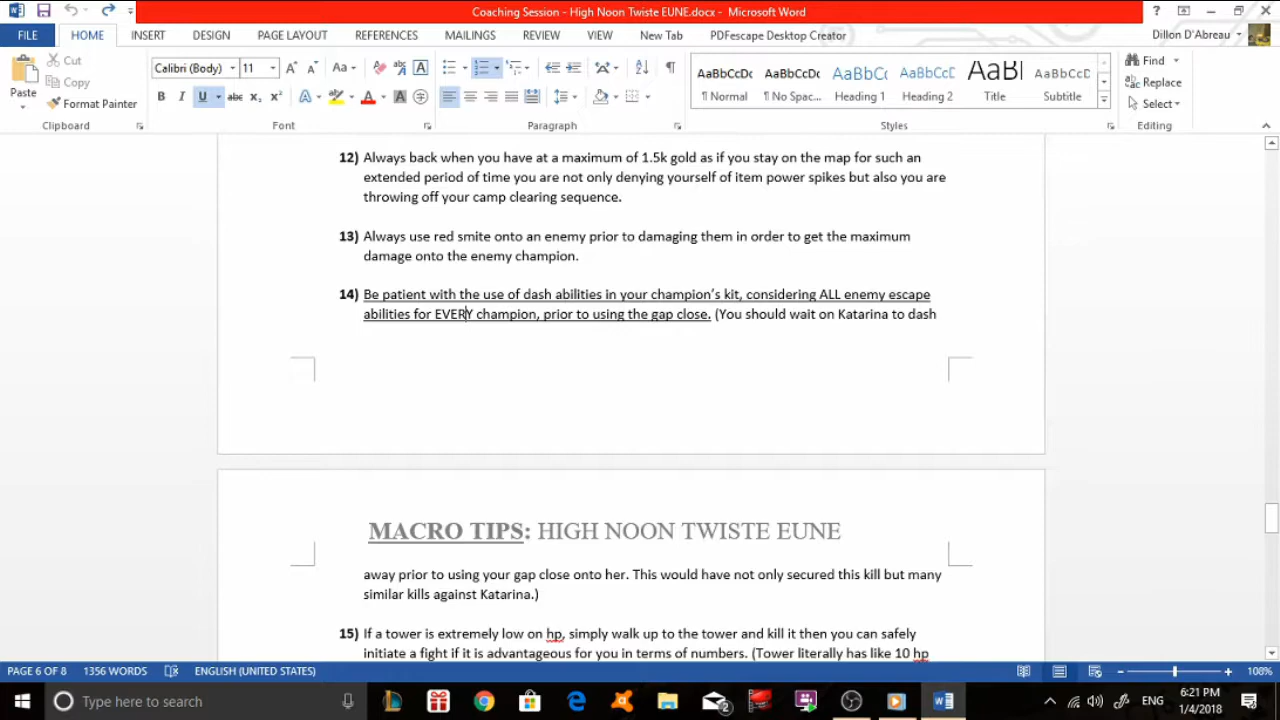 Coaching Session - High Noon Twiste EUNE.docx - Microsoft Word
FILE HOME INSERT DESIGN PAGE LAYOUT REFERENCES MAILINGS REVIEW VIEW New Tab PDFescape Desktop Creator Dillon D'Abreau
Paste
Cut
Copy
Format Painter
Clipboard
Calibri (Body) 11
Font
Paragraph
AaBbCcDc AaBbCcDc AaBbCc AaBbCcD AaBl AaBbCcD
¶ Normal ¶ No Spac... Heading 1 Heading 2 Title Subtitle
Styles
Find
Replace
Select
Editing
12) Always back when you have at a maximum of 1.5k gold as if you stay on the map for such an
extended period of time you are not only denying yourself of item power spikes but also you are
throwing off your camp clearing sequence.
13) Always use red smite onto an enemy prior to damaging them in order to get the maximum
damage onto the enemy champion.
14) Be patient with the use of dash abilities in your champion's kit, considering ALL enemy escape
abilities for EVERY champion, prior to using the gap close. (You should wait on Katarina to dash
MACRO TIPS: HIGH NOON TWISTE EUNE
away prior to using your gap close onto her. This would have not only secured this kill but many
similar kills against Katarina.)
15) If a tower is extremely low on hp, simply walk up to the tower and kill it then you can safely
initiate a fight if it is advantageous for you in terms of numbers. (Tower literally has like 10 hp
PAGE 6 OF 8 1356 WORDS ENGLISH (UNITED STATES) 108%
Type here to search
2
ENG
6:21 PM
1/4/2018